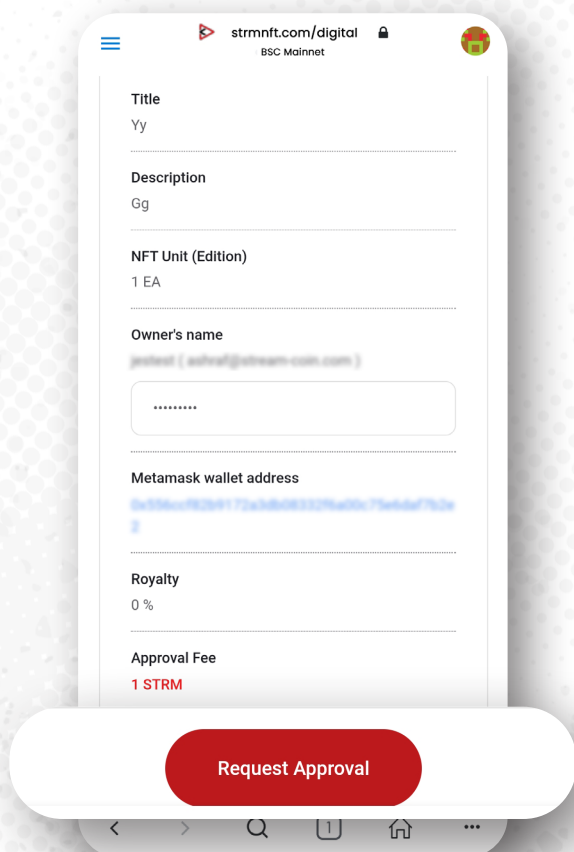 strmnft.com/digital
BSC Mainnet
Title
Yy
Description
Gg
NFT Unit (Edition)
1 EA
Owner's name
•••••••••
Metamask wallet address
Royalty
0 %
Approval Fee
1 STRM
Request Approval
1